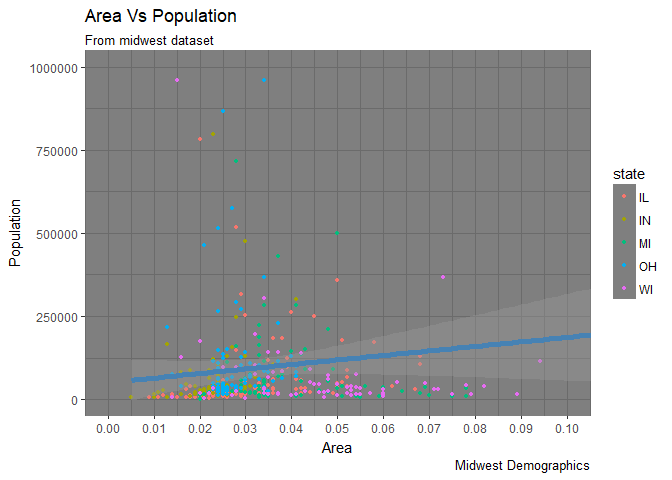 Area Vs Population
From midwest dataset
1000000
750000
500000
250000
0
Population
0.00 0.01 0.02 0.03 0.04 0.05 0.06 0.07 0.08 0.09 0.10
Area
Midwest Demographics
state
IL
IN
MI
OH
WI